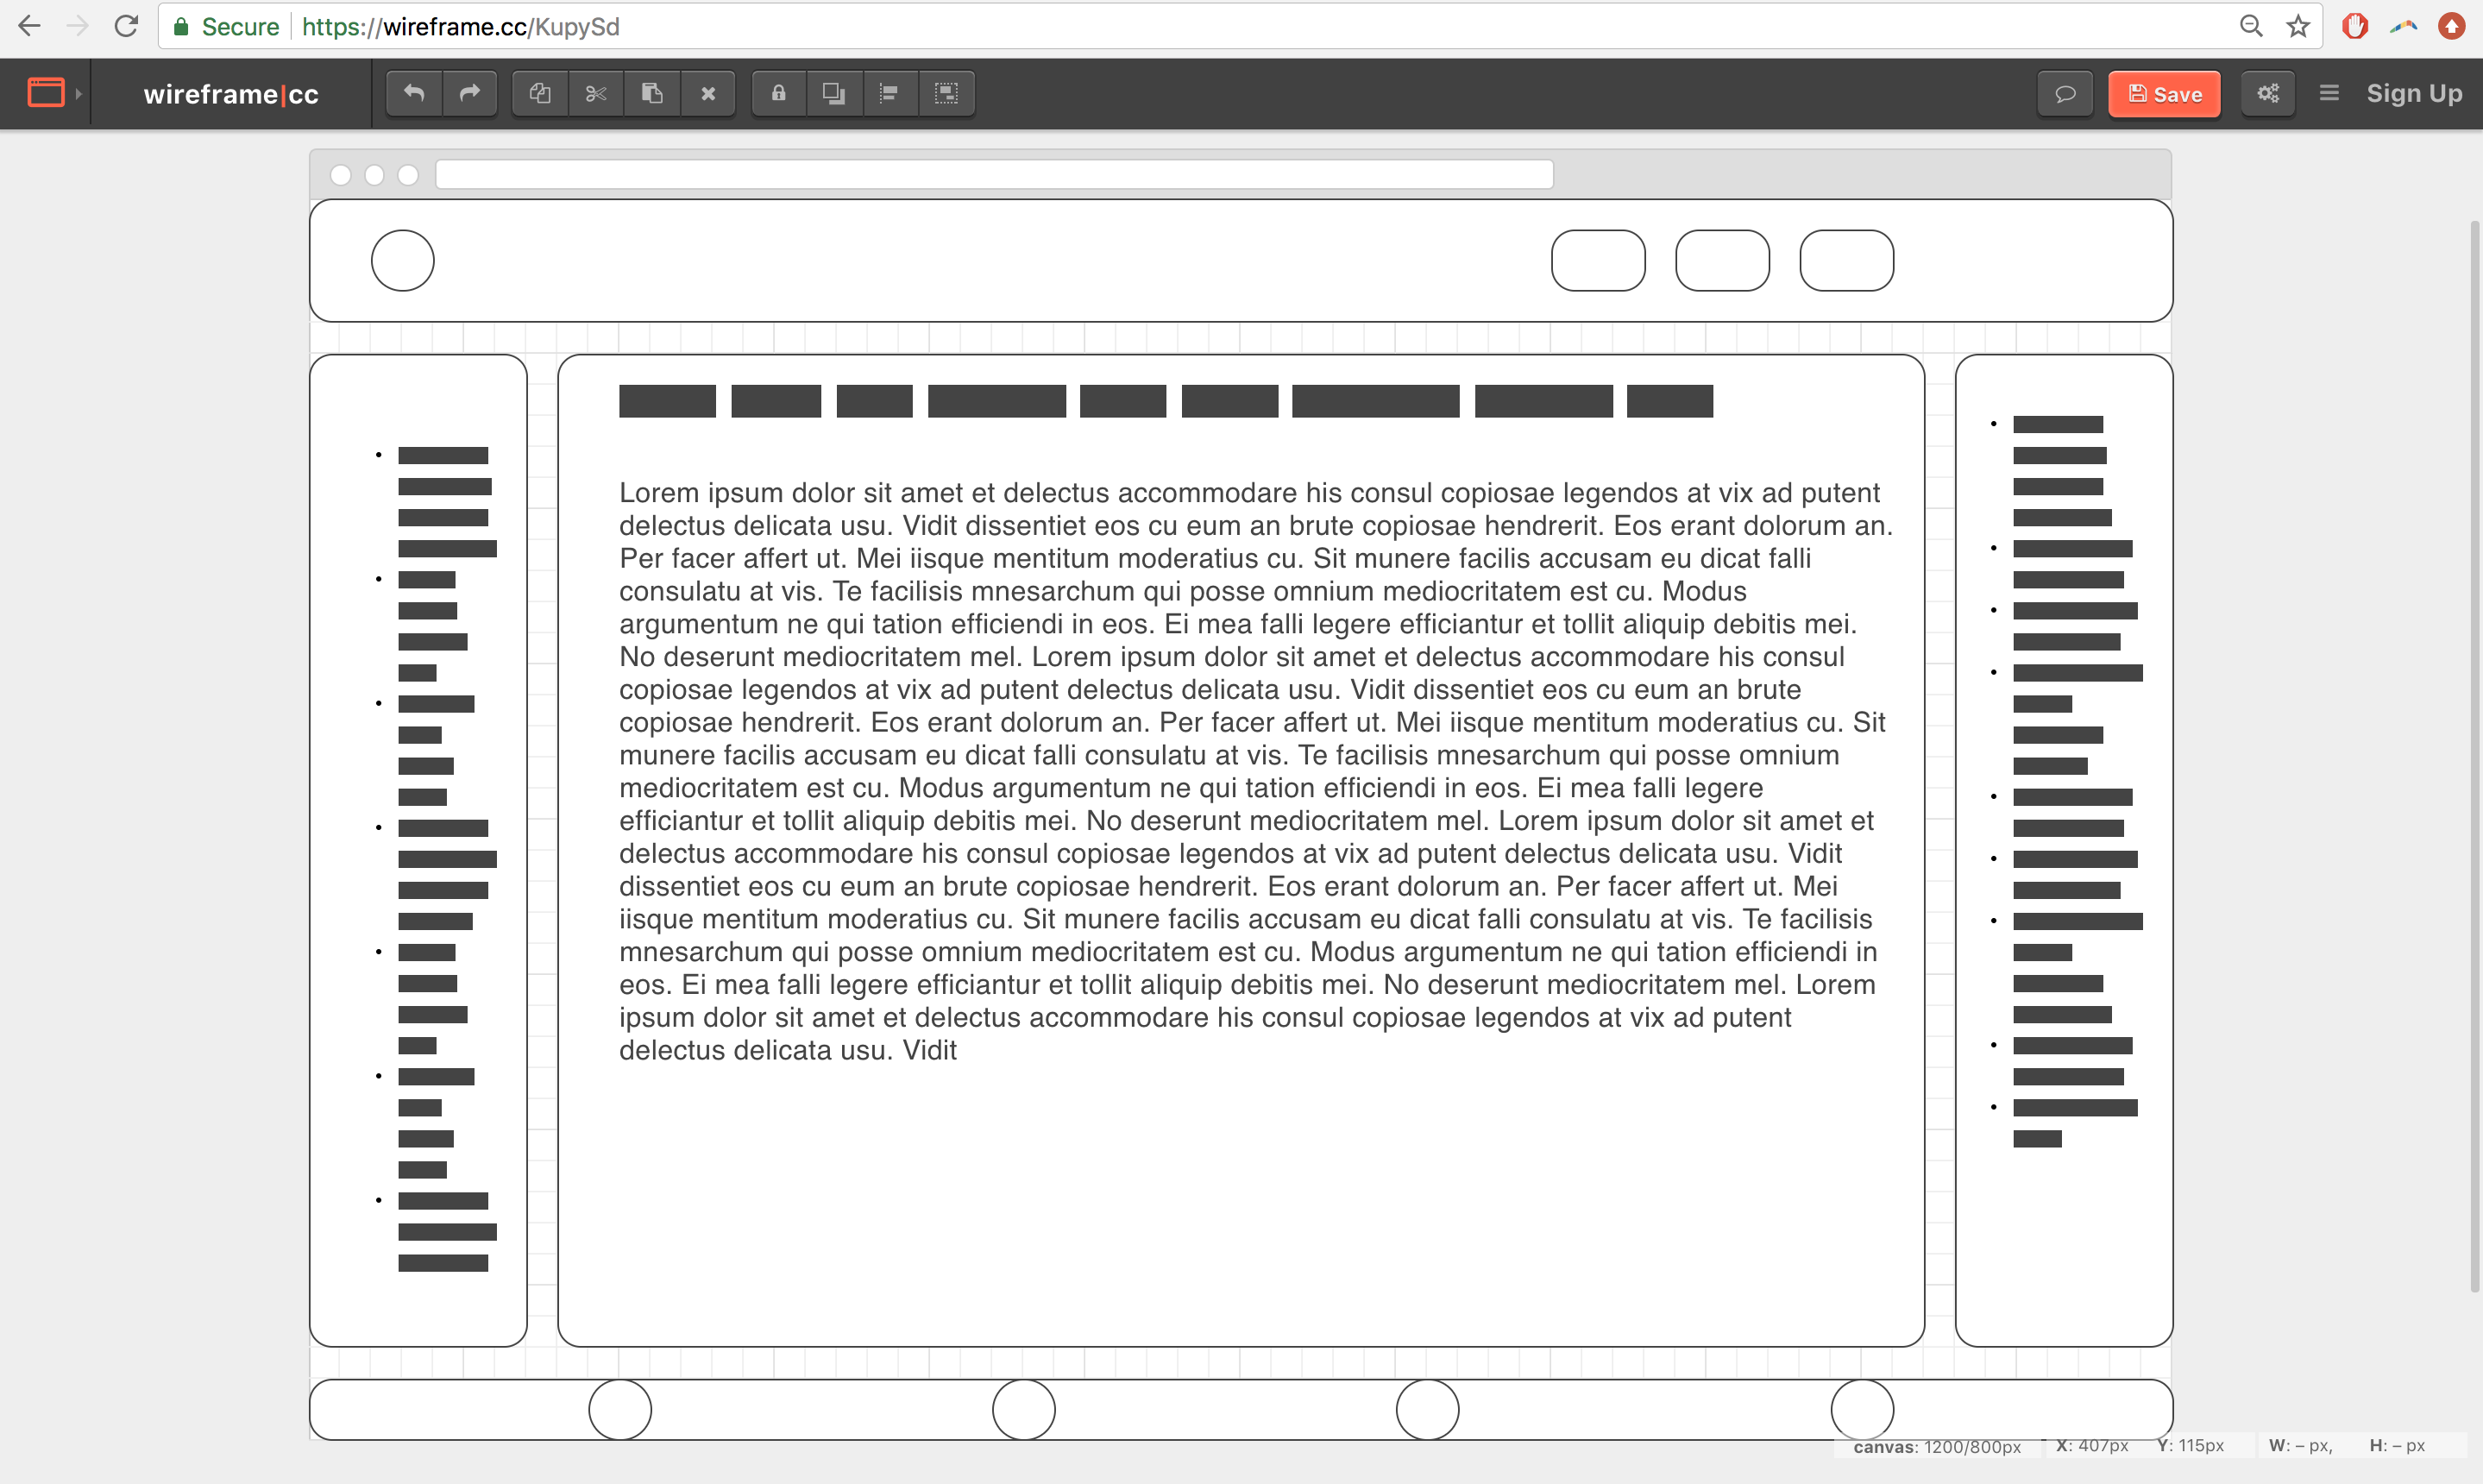 Secure https://wireframe.cc/KupySd
wireframe|cc
Save
Sign Up
Lorem ipsum dolor sit amet et delectus accommodare his consul copiosae legendos at vix ad putent
delectus delicata usu. Vidit dissentiet eos cu eum an brute copiosae hendrerit. Eos erant dolorum an.
Per facer affert ut. Mei iisque mentitum moderatius cu. Sit munere facilis accusam eu dicat falli
consulatu at vis. Te facilisis mnesarchum qui posse omnium mediocritatem est cu. Modus
argumentum ne qui tation efficiendi in eos. Ei mea falli legere efficiantur et tollit aliquip debitis mei.
No deserunt mediocritatem mel. Lorem ipsum dolor sit amet et delectus accommodare his consul
copiosae legendos at vix ad putent delectus delicata usu. Vidit dissentiet eos cu eum an brute
copiosae hendrerit. Eos erant dolorum an. Per facer affert ut. Mei iisque mentitum moderatius cu. Sit
munere facilis accusam eu dicat falli consulatu at vis. Te facilisis mnesarchum qui posse omnium
mediocritatem est cu. Modus argumentum ne qui tation efficiendi in eos. Ei mea falli legere
efficiantur et tollit aliquip debitis mei. No deserunt mediocritatem mel. Lorem ipsum dolor sit amet et
delectus accommodare his consul copiosae legendos at vix ad putent delectus delicata usu. Vidit
dissentiet eos cu eum an brute copiosae hendrerit. Eos erant dolorum an. Per facer affert ut. Mei
iisque mentitum moderatius cu. Sit munere facilis accusam eu dicat falli consulatu at vis. Te facilisis
mnesarchum qui posse omnium mediocritatem est cu. Modus argumentum ne qui tation efficiendi in
eos. Ei mea falli legere efficiantur et tollit aliquip debitis mei. No deserunt mediocritatem mel. Lorem
ipsum dolor sit amet et delectus accommodare his consul copiosae legendos at vix ad putent
delectus delicata usu. Vidit
canvas: 1200/800px X: 407px Y: 115px W: – px, H: – px